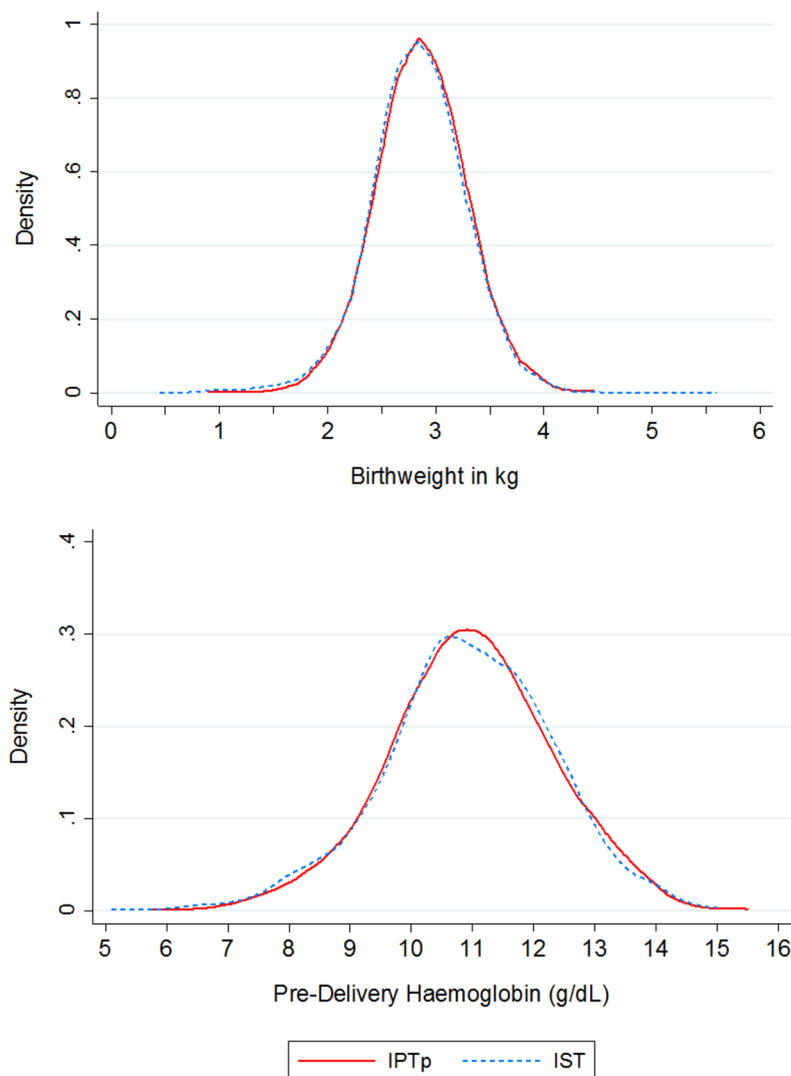 1
.8
.6
.4
.2
0
Density
0 1 2 3 4 5 6
Birthweight in kg
.4
.3
.2
.1
0
Density
5 6 7 8 9 10 11 12 13 14 15 16
Pre-Delivery Haemoglobin (g/dL)
IPTp IST